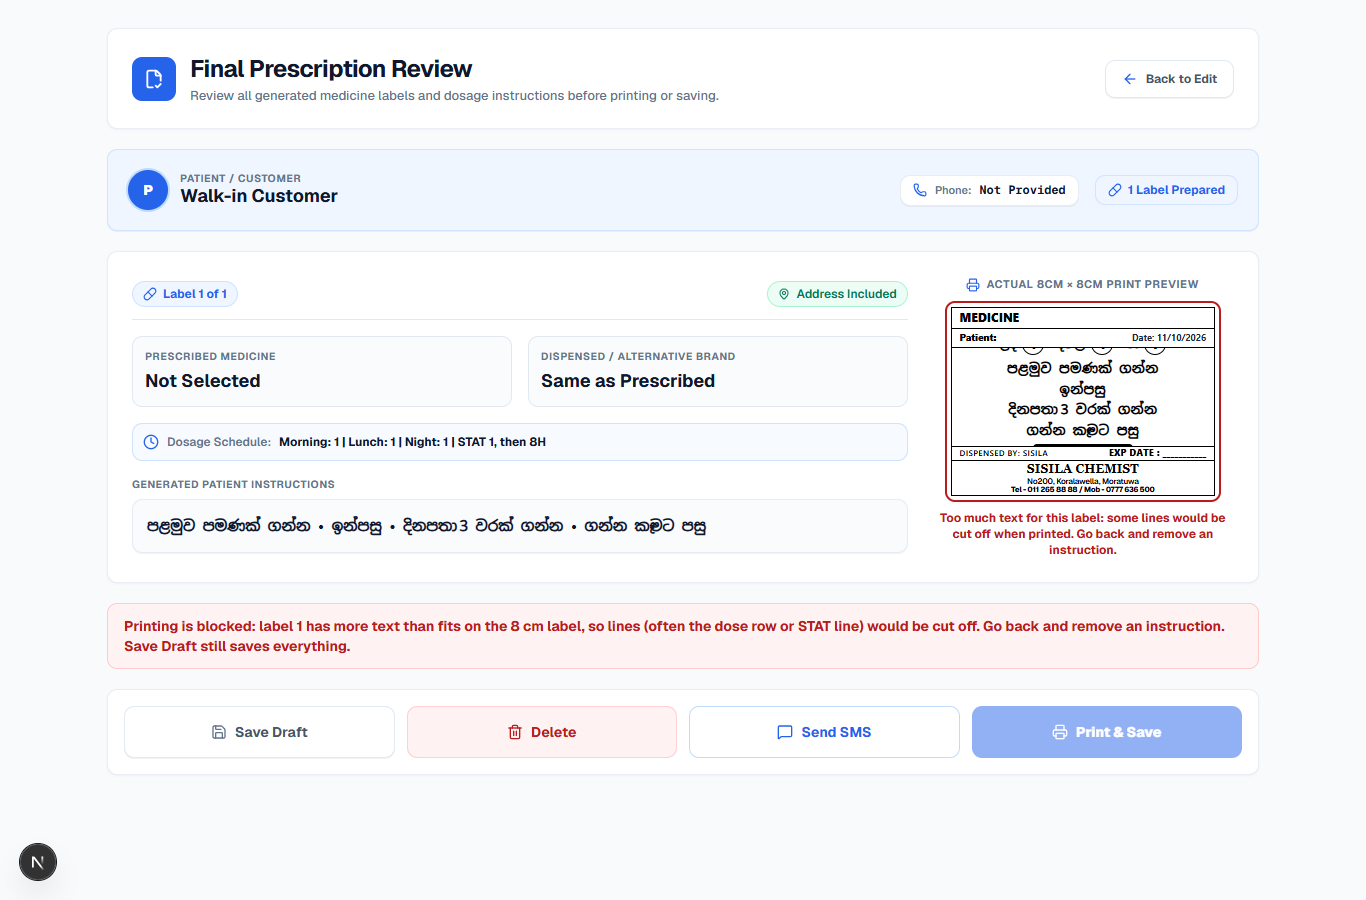 Final Prescription Review
Review all generated medicine labels and dosage instructions before printing or saving.
Back to Edit
P
PATIENT / CUSTOMER
Walk-in Customer
Phone: Not Provided
1 Label Prepared
Label 1 of 1
Address Included
PRESCRIBED MEDICINE
Not Selected
DISPENSED / ALTERNATIVE BRAND
Same as Prescribed
Dosage Schedule: Morning: 1 | Lunch: 1 | Night: 1 | STAT 1, then 8H
GENERATED PATIENT INSTRUCTIONS
පළමුව පමණක් ගන්න • ඉන්පසු • දිනපතා 3 වරක් ගන්න • ගන්න කෑමට පසු
ACTUAL 8CM × 8CM PRINT PREVIEW
MEDICINE
Patient:
Date: 11/10/2026
පළමුව පමණක් ගන්න
ඉන්පසු
දිනපතා 3 වරක් ගන්න
ගන්න කෑමට පසු
DISPENSED BY: SISILA
EXP DATE : __________
SISILA CHEMIST
No200, Koralawella, Moratuwa
Tel - 011 265 88 88 / Mob - 0777 636 500
Too much text for this label: some lines would be
cut off when printed. Go back and remove an
instruction.
Printing is blocked: label 1 has more text than fits on the 8 cm label, so lines (often the dose row or STAT line) would be cut off. Go back and remove an instruction.
Save Draft still saves everything.
Save Draft
Delete
Send SMS
Print & Save
N